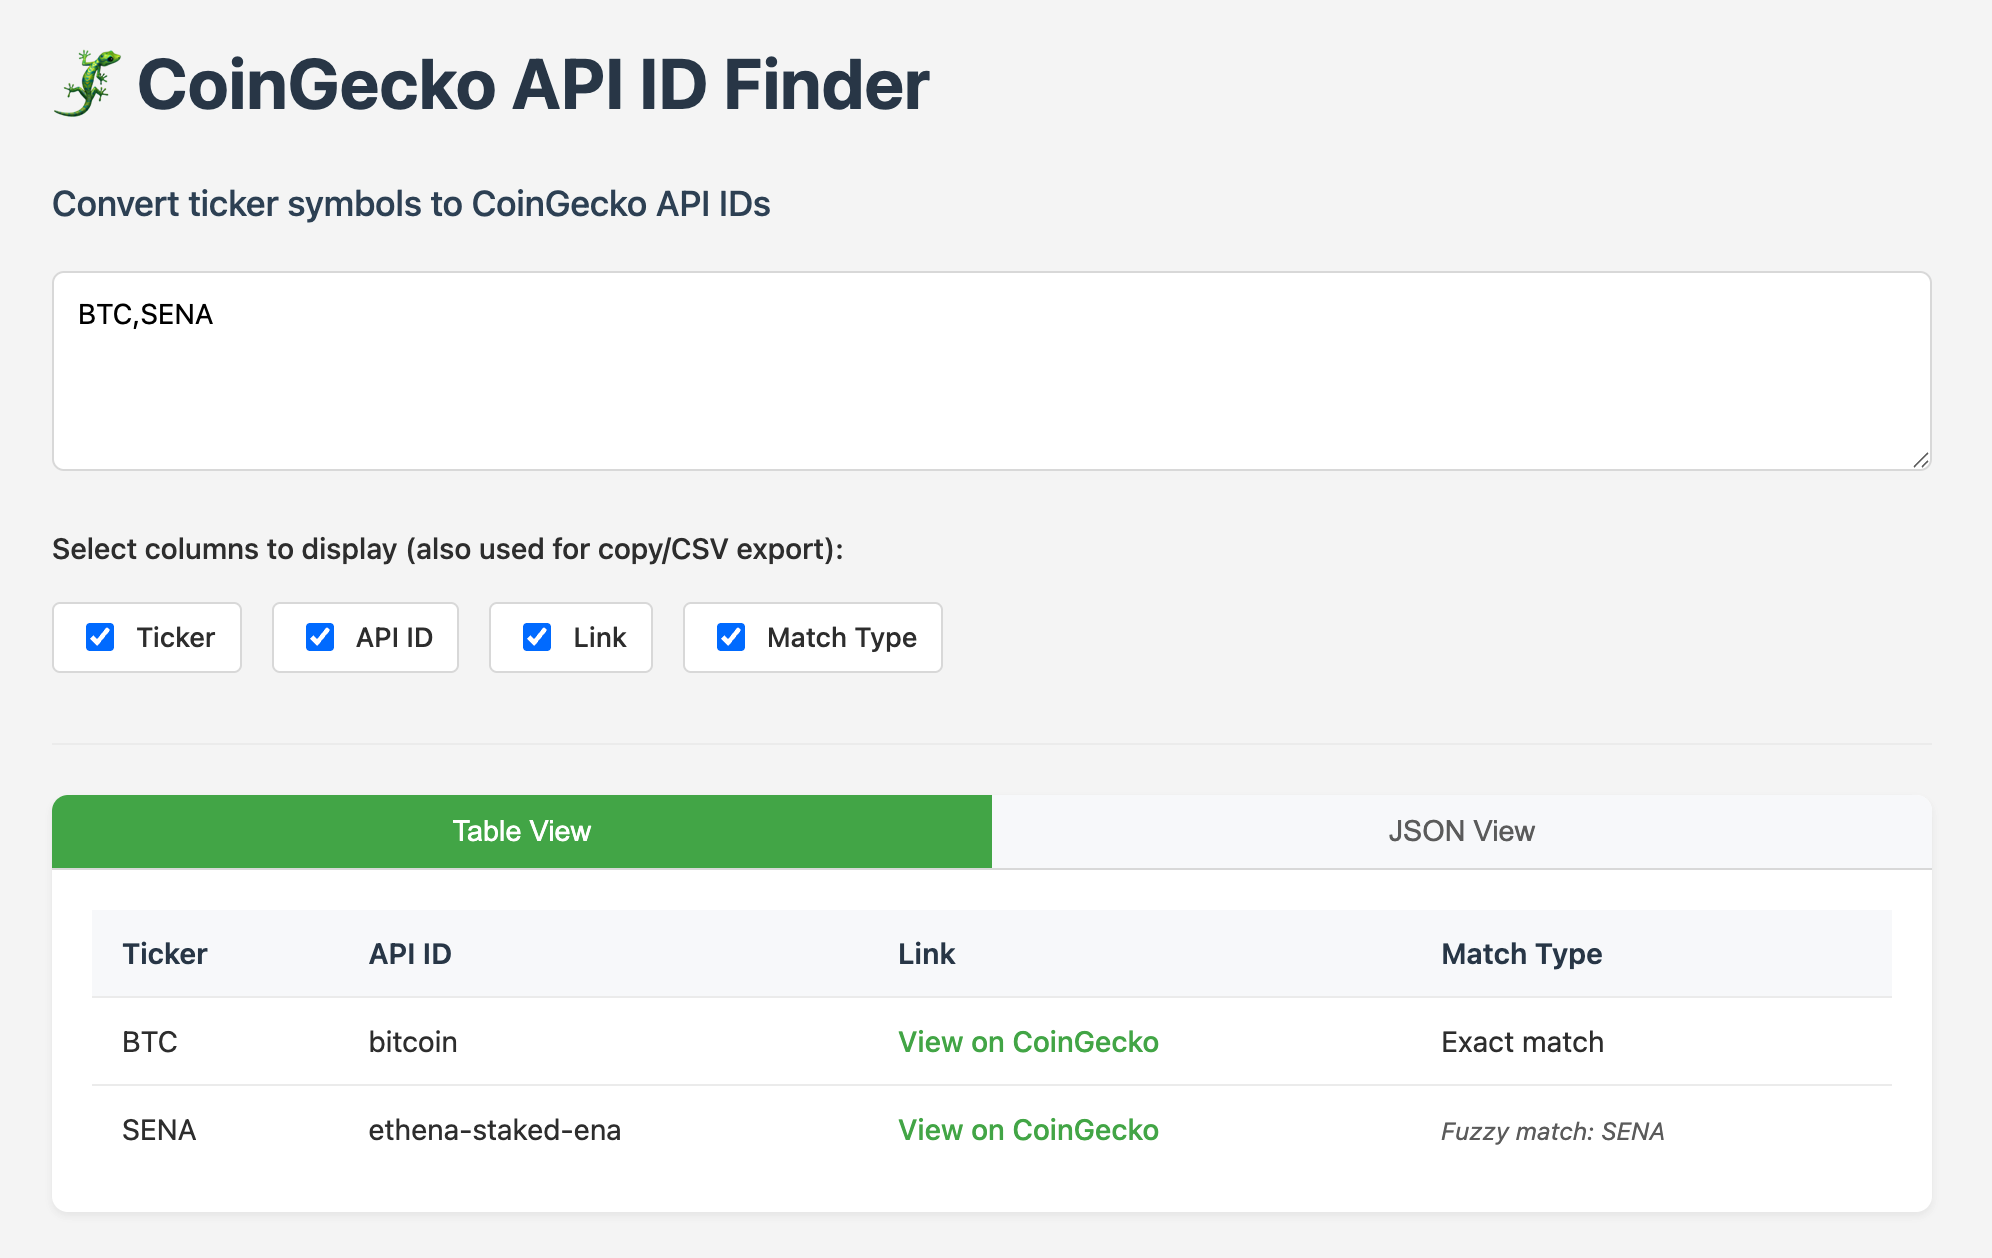 CoinGecko API ID Finder
Convert ticker symbols to CoinGecko API IDs
BTC,SENA
Select columns to display (also used for copy/CSV export):
Ticker API ID Link Match Type
Table View JSON View
Ticker API ID Link Match Type
BTC bitcoin View on CoinGecko Exact match
SENA ethena-staked-ena View on CoinGecko Fuzzy match: SENA